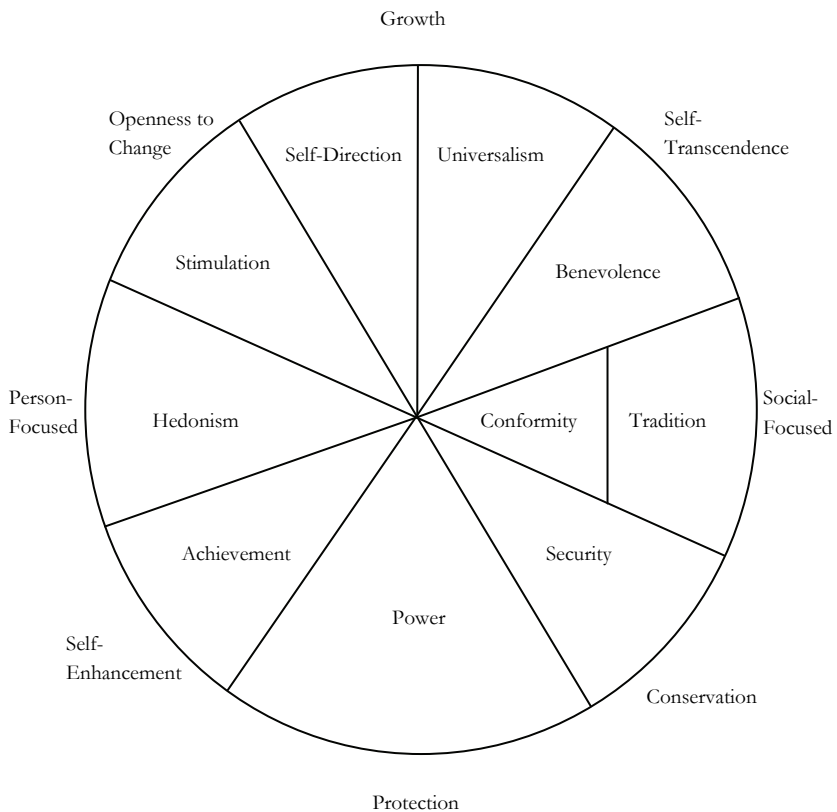 Growth
Openness to
Change
Self-
Transcendence
Self-Direction
Universalism
Stimulation
Benevolence
Person-
Focused
Hedonism
Conformity
Tradition
Social-
Focused
Achievement
Security
Power
Self-
Enhancement
Conservation
Protection